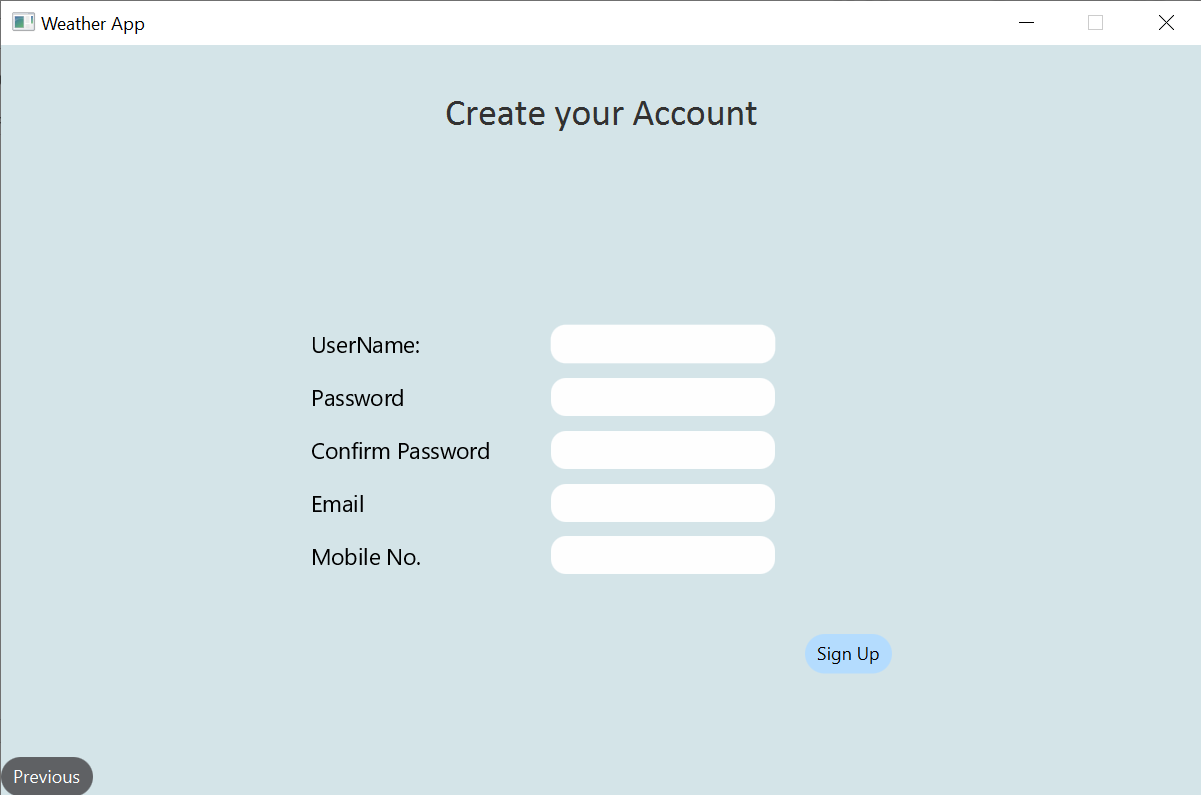 Weather App
Create your Account
UserName:
Password
Confirm Password
Email
Mobile No.
Sign Up
Previous